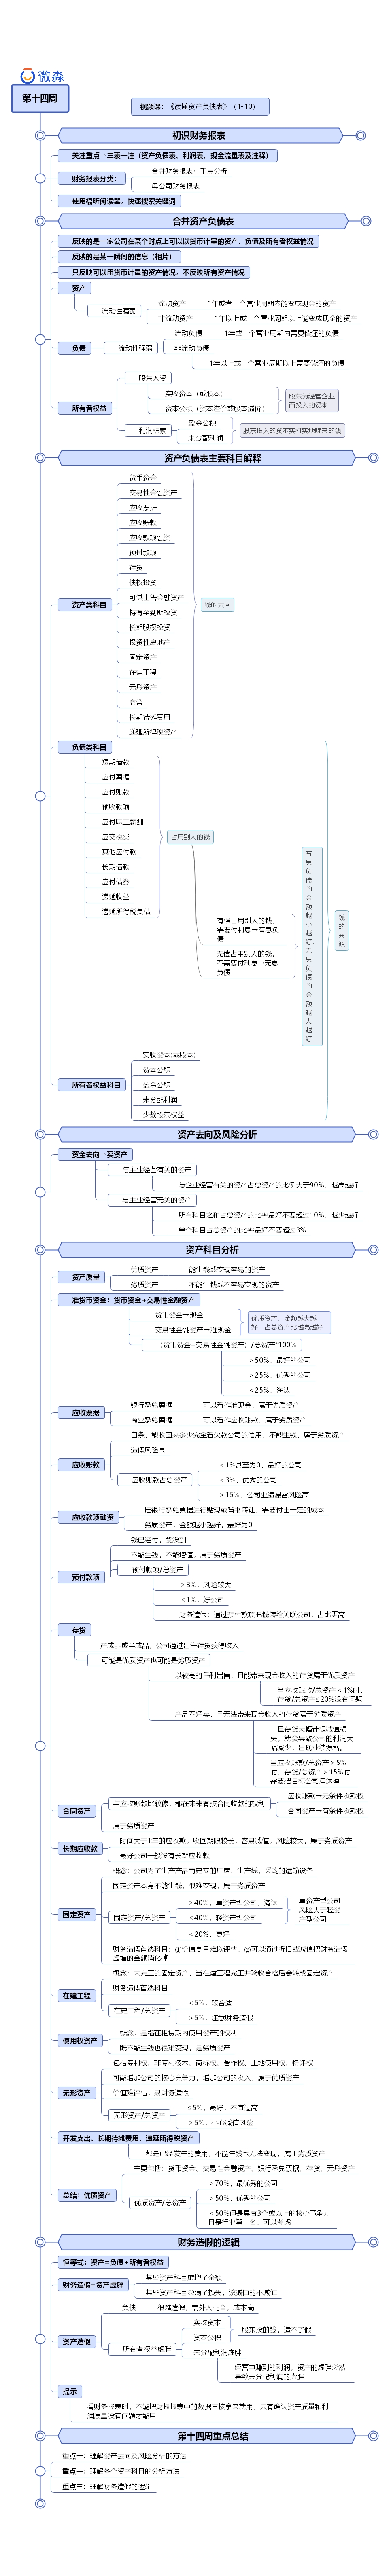 微淼
第十四周
视频课：《读懂资产负债表》（1-10）
初识财务报表
关注重点→三表一注（资产负债表、利润表、现金流量表及注释）
财务报表分类：
合并财务报表→重点分析
母公司财务报表
使用福昕阅读器，快速搜索关键词
合并资产负债表
反映的是一家公司在某个时点上可以以货币计量的资产、负债及所有者权益情况
反映的是某一瞬间的信息（相片）
只反映可以用货币计量的资产情况，不反映所有资产情况
资产
流动性强弱
流动资产
1年或者一个营业周期内能变成现金的资产
非流动资产
1年以上或一个营业周期以上能变成现金的资产
负债
流动性强弱
流动负债
1年或一个营业周期内需要偿还的负债
非流动负债
1年以上或一个营业周期以上需要偿还的负债
所有者权益
股东入资
实收资本（或股本）
资本公积（资本溢价或股本溢价）
股东为经营企业
而投入的资本
利润积累
盈余公积
未分配利润
股东投入的资本实打实地赚来的钱
资产负债表主要科目解释
资产类科目
货币资金
交易性金融资产
应收票据
应收账款
应收款项融资
预付款项
存货
债权投资
可供出售金融资产
持有至到期投资
长期股权投资
投资性房地产
固定资产
在建工程
无形资产
商誉
长期待摊费用
递延所得税资产
钱的去向
负债类科目
短期借款
应付票据
应付账款
预收款项
应付职工薪酬
应交税费
其他应付款
长期借款
应付债券
递延收益
递延所得税负债
占用别人的钱
有偿占用别人的钱，
需要付利息→有息负
债
无偿占用别人的钱，
不需要付利息→无息
负债
有息负债的金额越小越好，无息负债的金额越大越好
钱的来源
所有者权益科目
实收资本(或股本)
资本公积
盈余公积
未分配利润
少数股东权益
资产去向及风险分析
资金去向→买资产
与主业经营有关的资产
与企业经营有关的资产占总资产的比例大于90%，越高越好
与主业经营无关的资产
所有科目之和占总资产的比率最好不要超过10%，越少越好
单个科目占总资产的比率最好不要超过3%
资产科目分析
资产质量
优质资产
能生钱或变现容易的资产
劣质资产
不能生钱或不容易变现的资产
准货币资金：货币资金+交易性金融资产
货币资金→现金
交易性金融资产→准现金
优质资产，金额越大越
好，占总资产比越高越好
（货币资金+交易性金融资产）/总资产*100%
＞50%，最好的公司
＞25%，优秀的公司
＜25%，淘汰
应收票据
银行承兑票据
可以看作准现金，属于优质资产
商业承兑票据
可以看作应收账款，属于劣质资产
应收账款
白条，能收回来多少完全看欠款公司的信用，不能生钱，属于劣质资产
造假风险高
应收账款占总资产
＜1%甚至为0，最好的公司
＜3%，优秀的公司
＞15%，公司业绩爆雷风险高
应收款项融资
把银行承兑票据进行贴现或背书转让，需要付出一定的成本
劣质资产，金额越小越好，最好为0
预付款项
钱已经付，货没到
不能生钱，不能增值，属于劣质资产
预付款项/总资产
＞3%，风险较大
＜1%，好公司
财务造假：通过预付款项把钱转给关联公司，占比更高
存货
产成品或半成品，公司通过出售存货获得收入
可能是优质资产也可能是劣质资产
以较高的毛利出售，且能带来现金收入的存货属于优质资产
当应收账款/总资产＜1%时，
存货/总资产≤20%没有问题
产品不好卖，且无法带来现金收入的存货属于劣质资产
一旦存货大幅计提减值损
失，就会导致公司的利润大
幅减少，出现业绩爆雷。
当应收账款/总资产＞5%
时，存货/总资产＞15%时
需要把目标公司淘汰掉
合同资产
与应收账款比较像，都在未来有按合同收款的权利
应收账款→无条件收款权
合同资产→有条件收款权
属于劣质资产
长期应收款
时间大于1年的应收款，收回期限较长，容易减值，风险较大，属于劣质资产
最好公司一般没有长期应收款
固定资产
概念：公司为了生产产品而建立的厂房、生产线，采购的运输设备
固定资产本身不能生钱，很难变现，属于劣质资产
固定资产/总资产
＞40%，重资产型公司，淘汰
＜40%，轻资产型公司
＜20%，更好
重资产型公司
风险大于轻资
产型公司
财务造假首选科目：①价值高且难以评估，②可以通过折旧或减值把财务造假
虚增的金额消化掉
在建工程
概念：未完工的固定资产，当在建工程完工并验收合格后会转成固定资产
财务造假首选科目
在建工程/总资产
＜5%，较合适
＞5%，注意财务造假
使用权资产
概念：是指在租赁期内使用资产的权利
既不能生钱也很难变现，是劣质资产
无形资产
包括专利权、非专利技术、商标权、著作权、土地使用权、特许权
可能增加公司的核心竞争力，增加公司的收入，属于优质资产
价值难评估，易财务造假
无形资产/总资产
≤5%，最好，不宜过高
＞5%，小心减值风险
开发支出、长期待摊费用、递延所得税资产
都是已经发生的费用，不能生钱也无法变现，属于劣质资产
总结：优质资产
主要包括：货币资金、交易性金融资产、银行承兑票据、存货、无形资产
优质资产/总资产
＞70%，最优秀的公司
＞50%，优秀的公司
＜50%但是具有3个或以上的核心竞争力
且是行业第一名，可以考虑
财务造假的逻辑
恒等式：资产=负债+所有者权益
财务造假=资产虚胖
某些资产科目虚增了金额
某些资产科目隐瞒了损失，该减值的不减值
资产造假
负债
很难造假，需外人配合，成本高
所有者权益虚胖
实收资本
资本公积
股东投的钱，造不了假
未分配利润虚胖
经营中赚到的利润，资产的虚胖必然
导致未分配利润的虚胖
提示
看财务报表时，不能把财报报表中的数据直接拿来就用，只有确认资产质量和利
润质量没有问题才能用
第十四周重点总结
重点一：理解资产去向及风险分析的方法
重点一：理解各个资产科目的分析方法
重点三：理解财务造假的逻辑